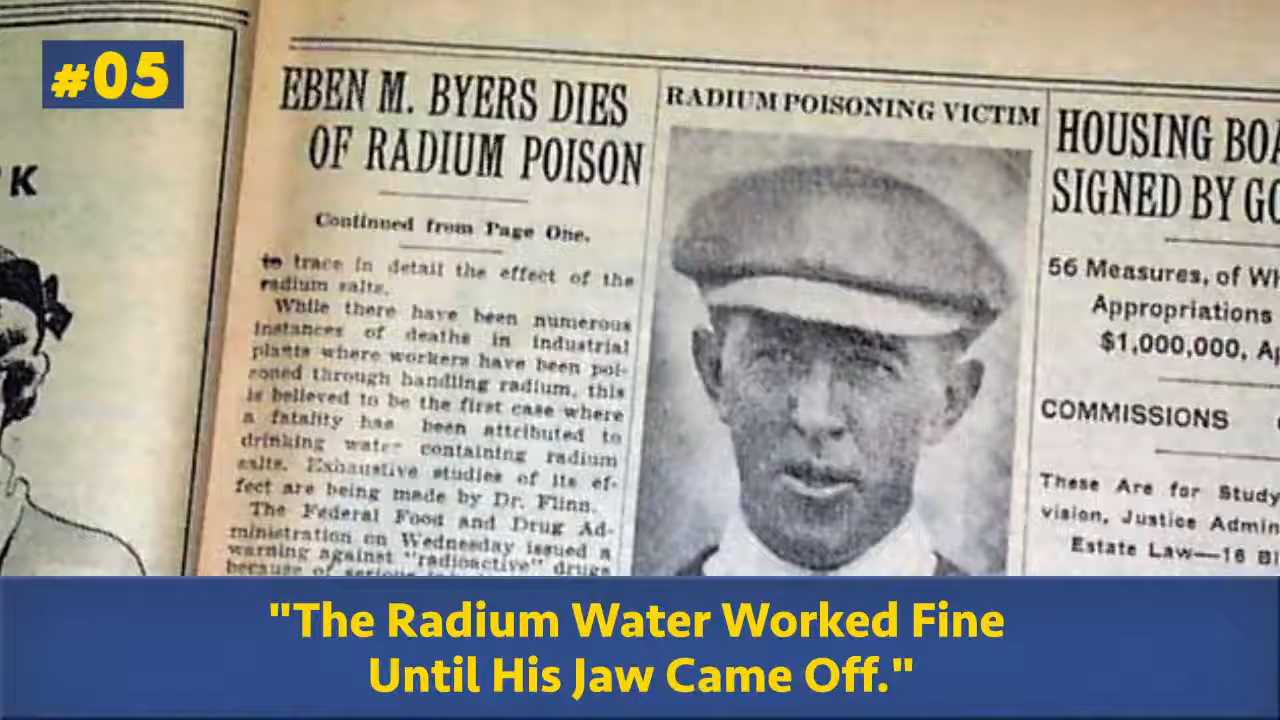 #05
K
EBEN M. BYERS DIES
OF RADIUM POISON
Continued from Page One.
to trace in detail the effect of the
radium salts.
While there have been numerous
instances of deaths in industrial
plants where workers have been poi-
soned through handling radium, this
is believed to be the first case where
a fatality has been attributed to
drinking water containing radium
salts. Exhaustive studies of its ef-
fect are being made by Dr. Flinn.
The Federal Food and Drug Ad-
ministration on Wednesday issued a
warning against "radioactive" drugs
because of serious
RADIUM POISONING VICTIM
HOUSING BOA
SIGNED BY GO
56 Measures, of Wh
Appropriations
$1,000,000, Ap
COMMISSIONS
These Are for Study
vision, Justice Admin
Estate Law—16 Bi
"The Radium Water Worked Fine
Until His Jaw Came Off."